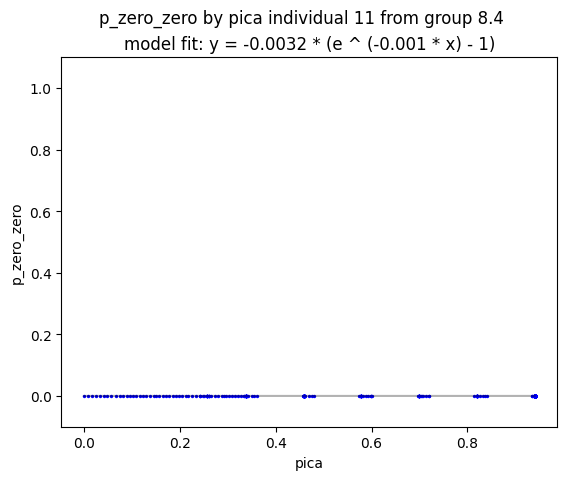 p_zero_zero by pica individual 11 from group 8.4
model fit: y = -0.0032 * (e ^ (-0.001 * x) - 1)
1.0
0.8
0.6
0.4
0.2
0.0
p_zero_zero
0.0 0.2 0.4 0.6 0.8
pica